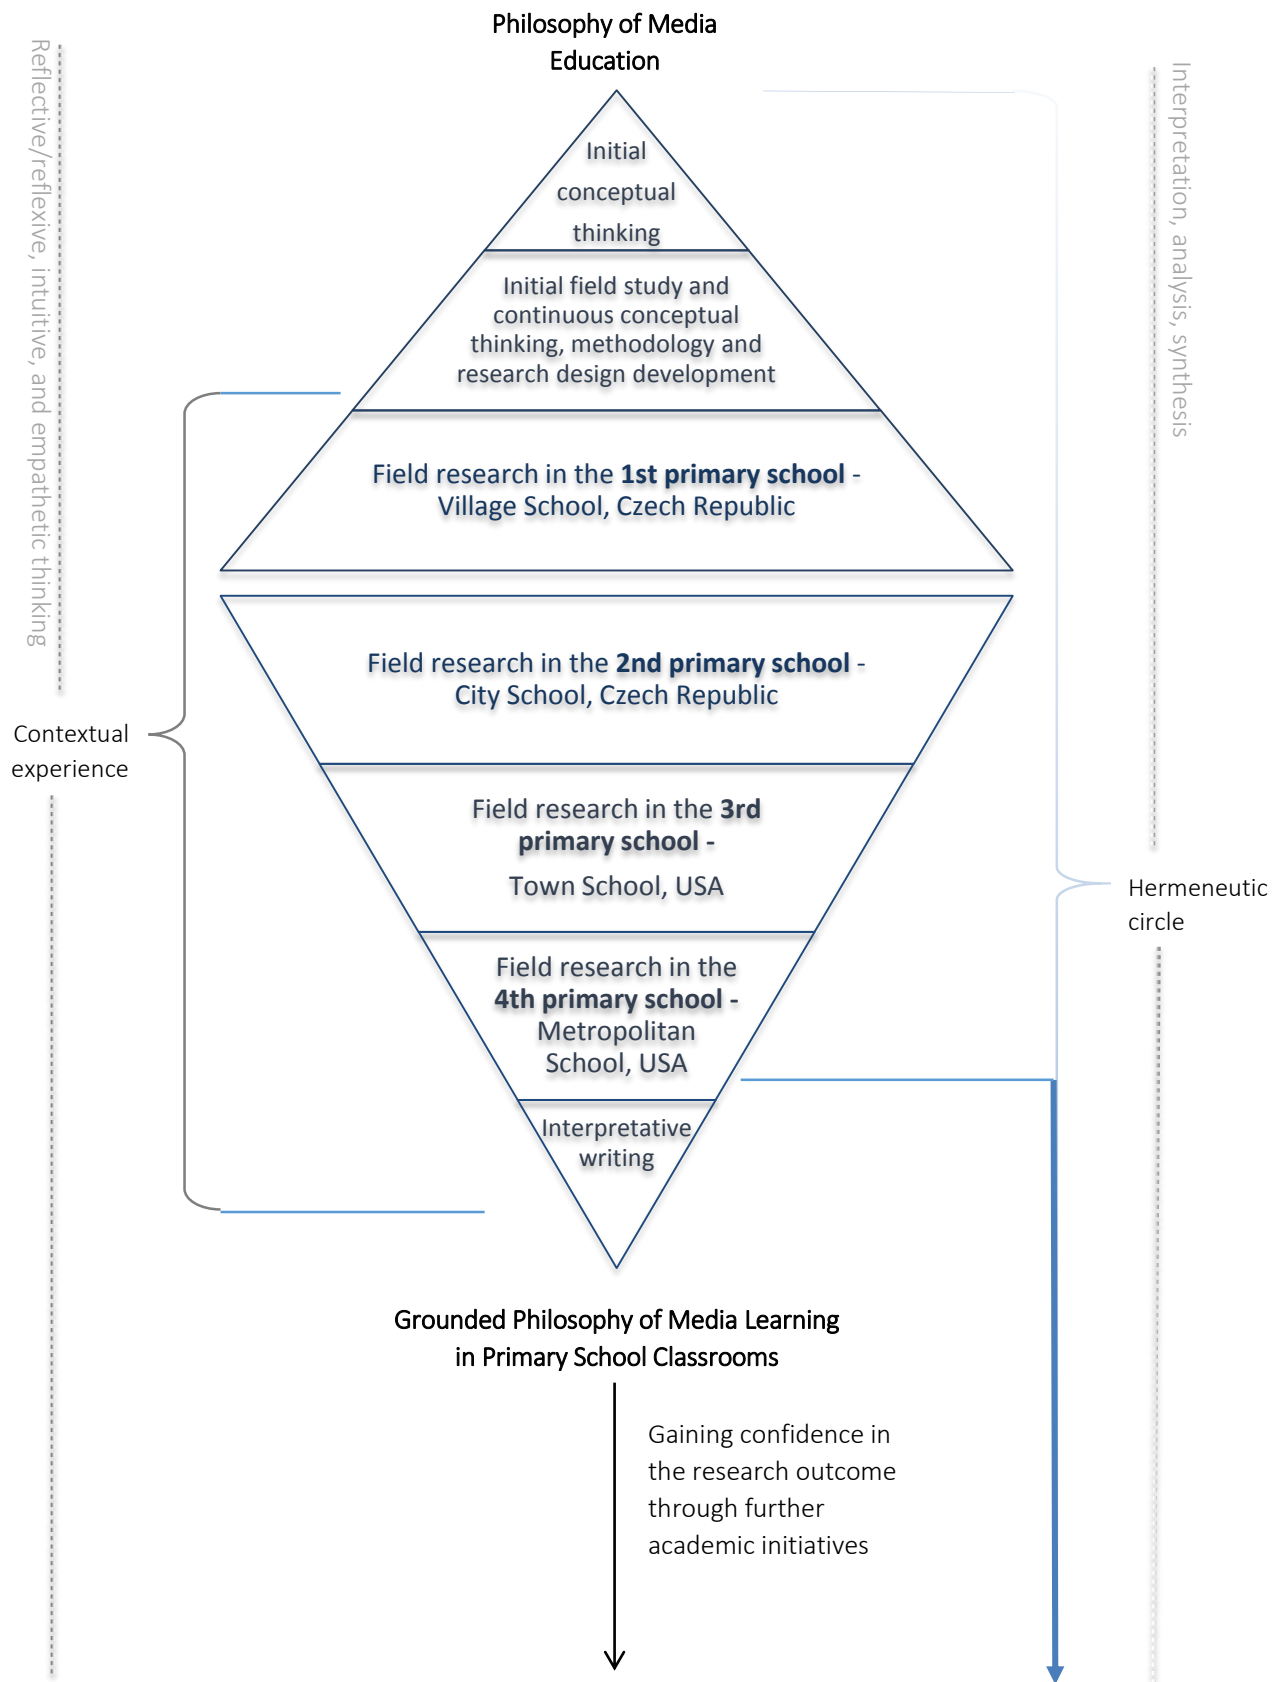 Philosophy of Media
Education
Reflective/reflexive, intuitive, and empathetic thinking
Interpretation, analysis, synthesis
Initial
conceptual
thinking
Initial field study and
continuous conceptual
thinking, methodology and
research design development
Field research in the 1st primary school -
Village School, Czech Republic
Field research in the 2nd primary school -
City School, Czech Republic
Contextual
experience
Field research in the 3rd
primary school -
Town School, USA
Hermeneutic
circle
Field research in the
4th primary school -
Metropolitan
School, USA
Interpretative
writing
Grounded Philosophy of Media Learning
in Primary School Classrooms
Gaining confidence in
the research outcome
through further
academic initiatives